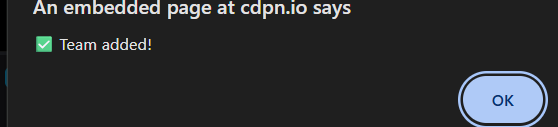 An embedded page at cdpn.io says
✅ Team added!
OK